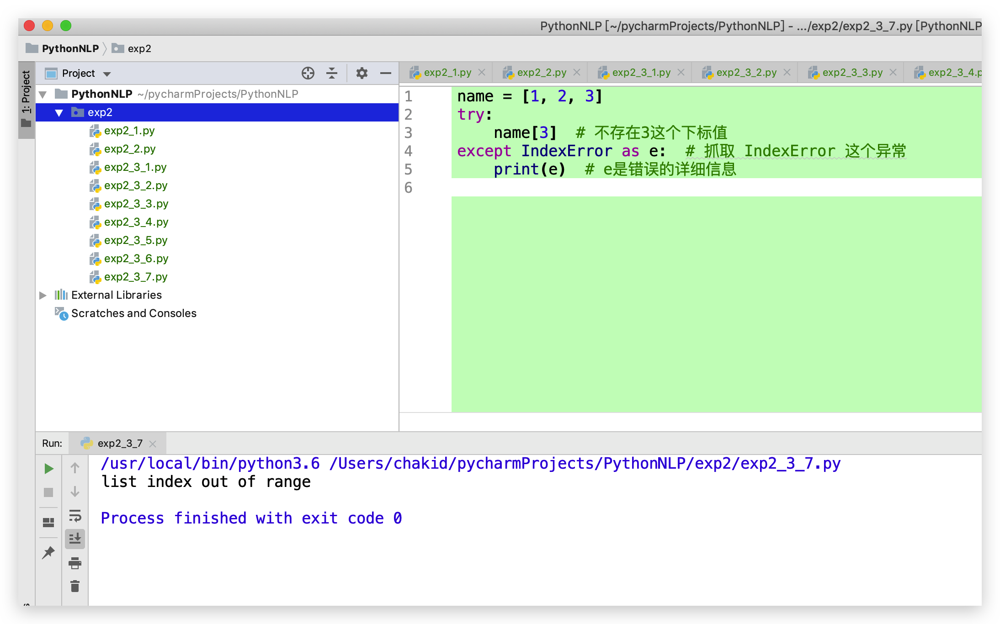 PythonNLP [~/pycharmProjects/PythonNLP] - .../exp2/exp2_3_7.py [PythonNLP
PythonNLP exp2
1: Project
Project
PythonNLP ~/pycharmProjects/PythonNLP
exp2
exp2_1.py
exp2_2.py
exp2_3_1.py
exp2_3_2.py
exp2_3_3.py
exp2_3_4.py
exp2_3_5.py
exp2_3_6.py
exp2_3_7.py
External Libraries
Scratches and Consoles
exp2_1.py exp2_2.py exp2_3_1.py exp2_3_2.py exp2_3_3.py exp2_3_4.p
1 name = [1, 2, 3]
2 try:
3     name[3]  # 不存在3这个下标值
4 except IndexError as e:  # 抓取 IndexError 这个异常
5     print(e)  # e是错误的详细信息
6
Run: exp2_3_7
/usr/local/bin/python3.6 /Users/chakid/pycharmProjects/PythonNLP/exp2/exp2_3_7.py
list index out of range
Process finished with exit code 0